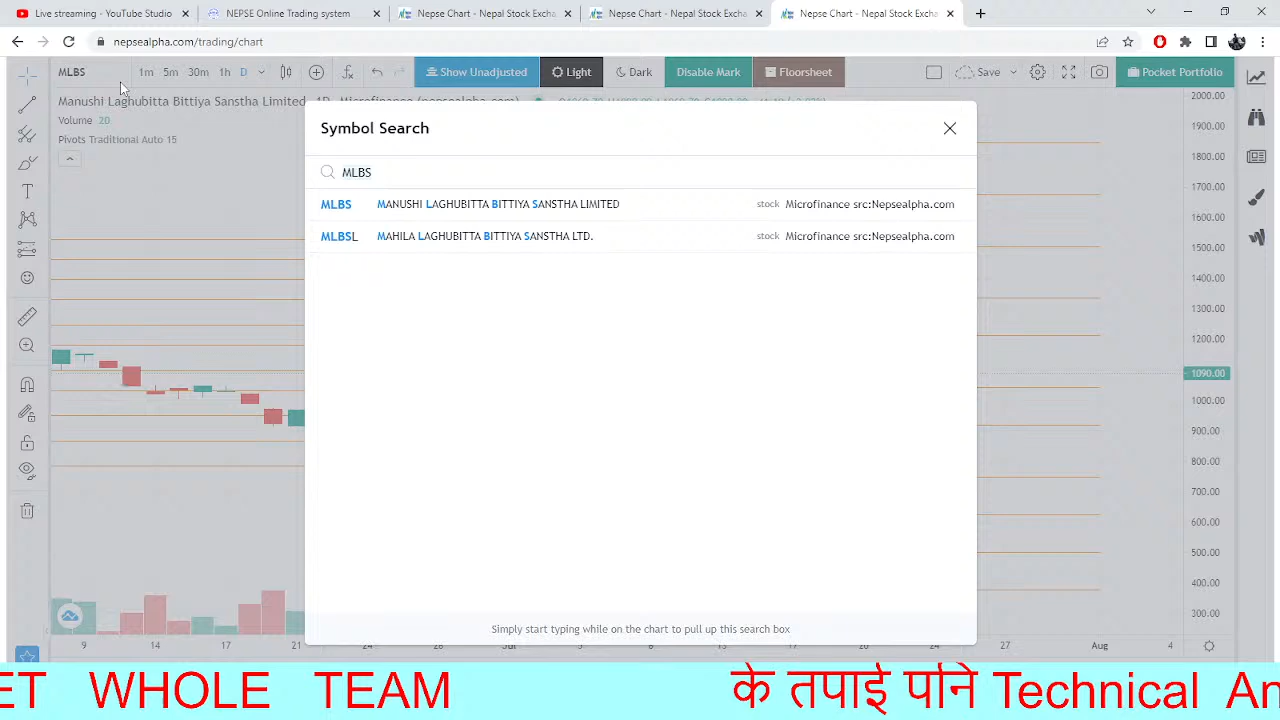 Live streaming - YouTube Studio
NEPSE Online Trading system
Nepse Chart - Nepal Stock Excha
Nepse Chart - Nepal Stock Excha
Nepse Chart - Nepal Stock Exch
nepsealpha.com/trading/chart
MLBS 1m 5m 30m 1h D Show Unadjusted Light Dark Disable Mark Floorsheet Save Pocket Portfolio
Manushi Laghubitta Bittiya Sanstha Limited 1D Microfinance (nepsealpha.com)
Volume 20
Pivots Traditional Auto 15
Symbol Search
MLBS
MLBS MANUSHI LAGHUBITTA BITTIYA SANSTHA LIMITED stock Microfinance src:Nepsealpha.com
MLBSL MAHILA LAGHUBITTA BITTIYA SANSTHA LTD. stock Microfinance src:Nepsealpha.com
Simply start typing while on the chart to pull up this search box
2000.00
1900.00
1800.00
1700.00
1600.00
1500.00
1400.00
1300.00
1200.00
1090.00
1000.00
900.00
800.00
700.00
600.00
500.00
400.00
300.00
9 14 17 21 27 Aug 4
ET WHOLE TEAM के तपाई पनि Technical An